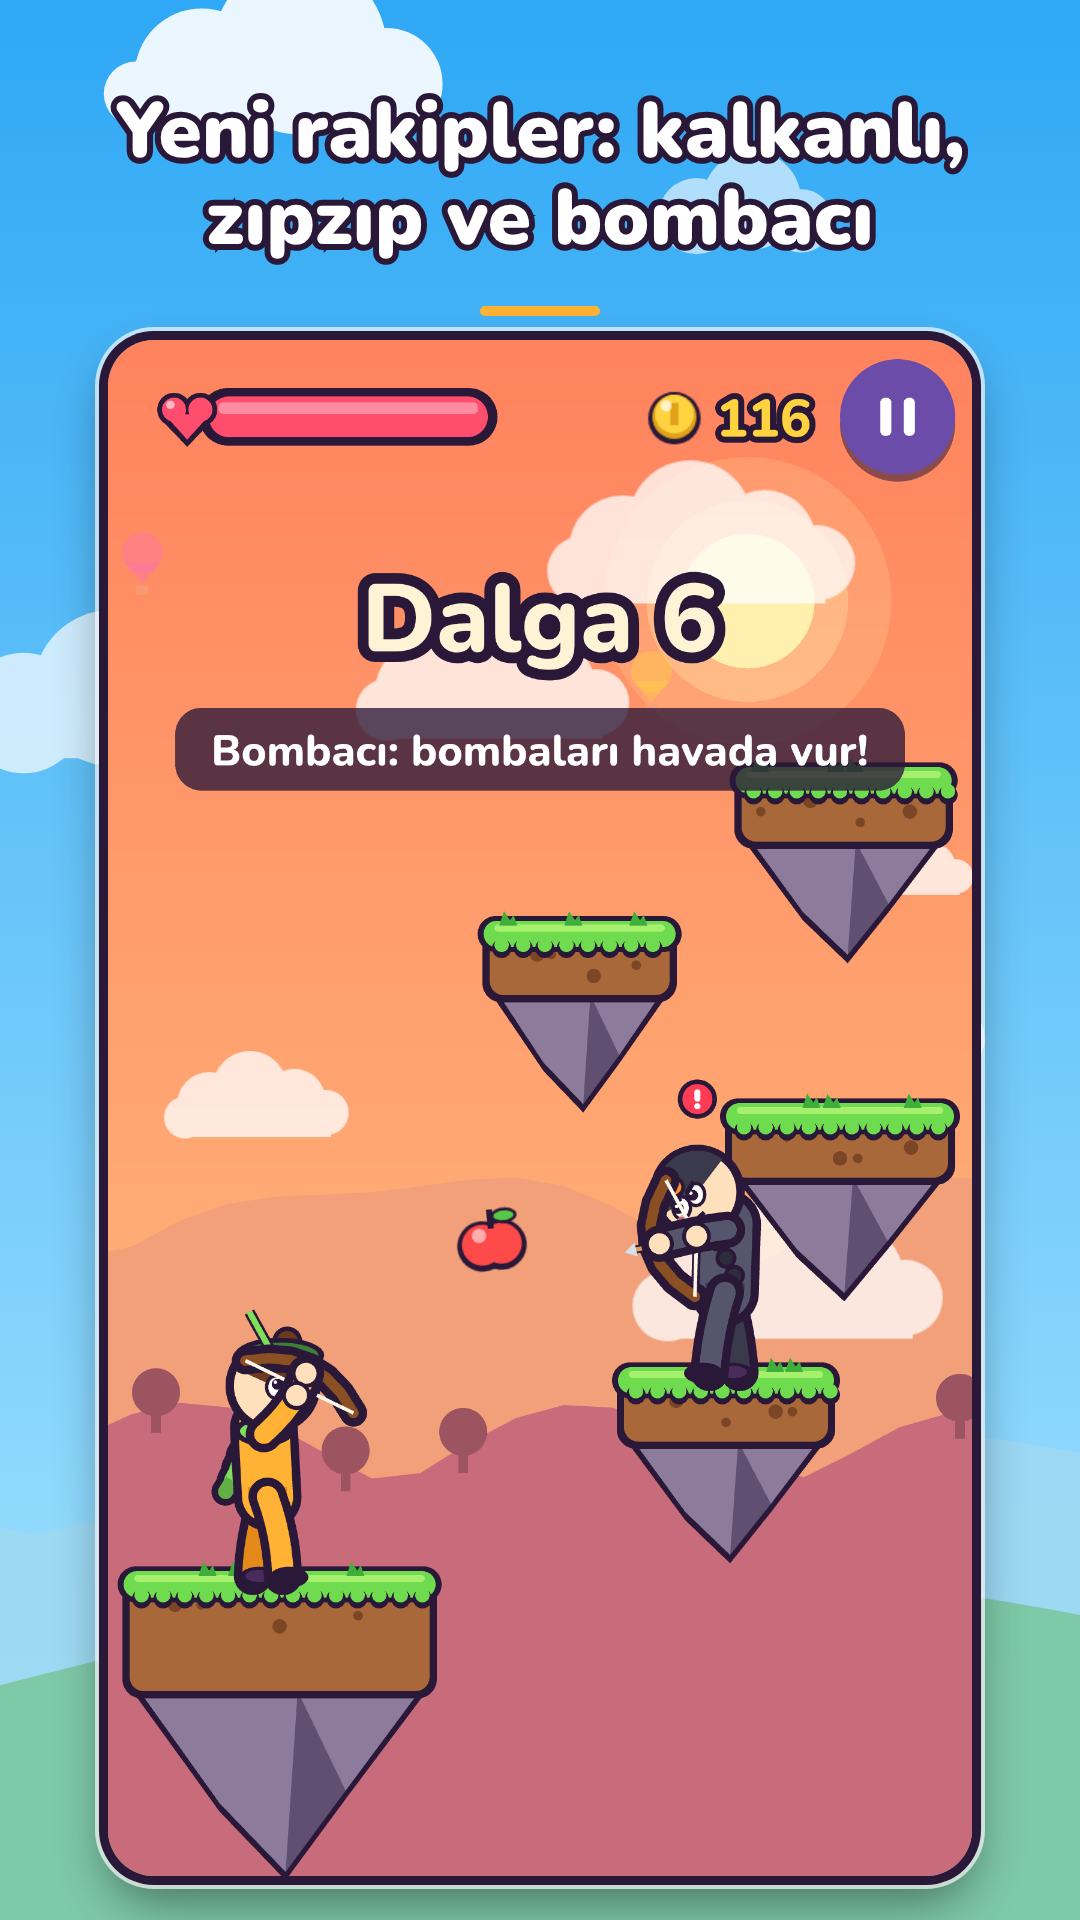 Yeni rakipler: kalkanlı,
zıpzıp ve bombacı
116
Dalga 6
Bombacı: bombaları havada vur!